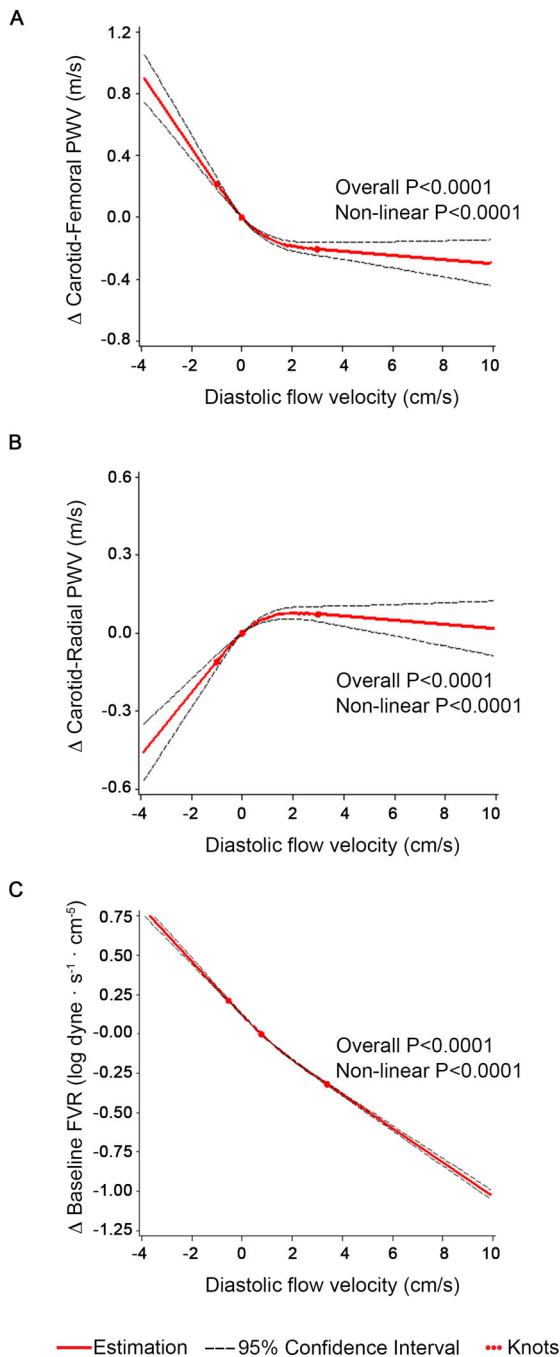 A
Δ Carotid-Femoral PWV (m/s)
1.2
0.8
0.4
0.0
-0.4
-0.8
Overall P<0.0001
Non-linear P<0.0001
-4 -2 0 2 4 6 8 10
Diastolic flow velocity (cm/s)
B
Δ Carotid-Radial PWV (m/s)
0.6
0.3
0.0
-0.3
-0.6
Overall P<0.0001
Non-linear P<0.0001
-4 -2 0 2 4 6 8 10
Diastolic flow velocity (cm/s)
C
Δ Baseline FVR (log dyne · s⁻¹ · cm⁻⁵)
0.75
0.50
0.25
-0.00
-0.25
-0.50
-0.75
-1.00
-1.25
Overall P<0.0001
Non-linear P<0.0001
-4 -2 0 2 4 6 8 10
Diastolic flow velocity (cm/s)
Estimation 95% Confidence Interval Knots